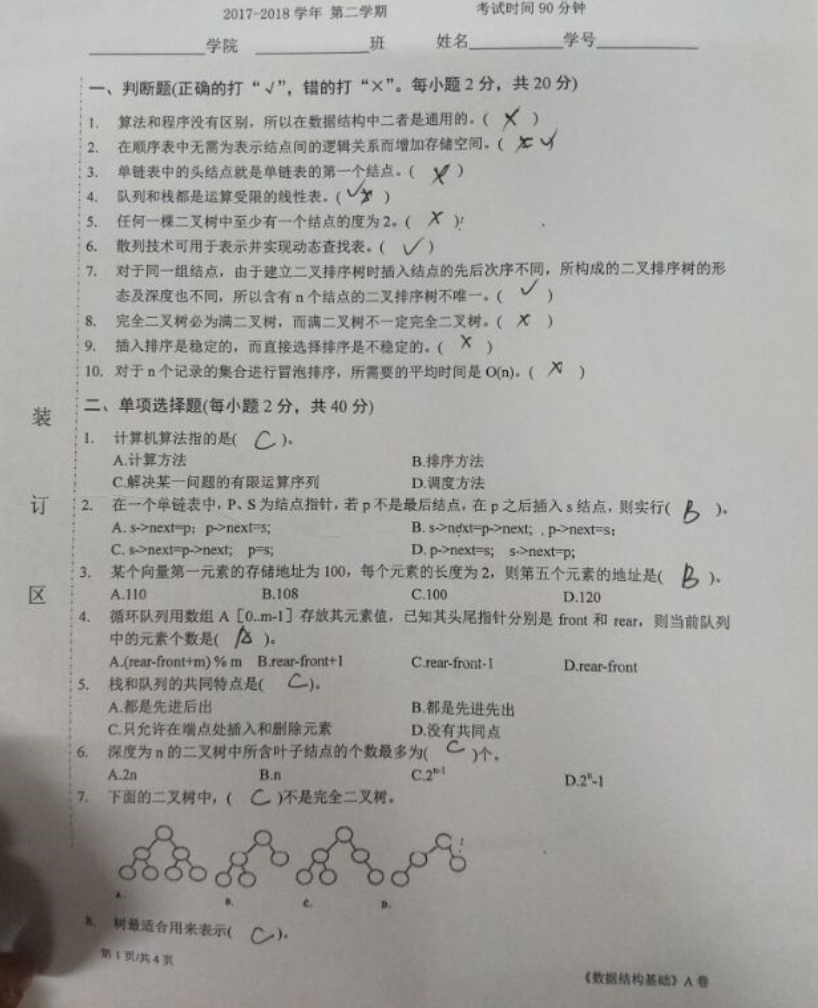 2017-2018 学年 第二学期 考试时间 90 分钟
学院 班 姓名 学号
一、判断题(正确的打“√”，错的打“×”。每小题 2 分，共 20 分)
1. 算法和程序没有区别，所以在数据结构中二者是通用的。( × )
2. 在顺序表中无需为表示结点间的逻辑关系而增加存储空间。( × √
3. 单链表中的头结点就是单链表的第一个结点。( × )
4. 队列和栈都是运算受限的线性表。( √ × )
5. 任何一棵二叉树中至少有一个结点的度为 2。( × );
6. 散列技术可用于表示并实现动态查找表。( √ )
7. 对于同一组结点，由于建立二叉排序树时插入结点的先后次序不同，所构成的二叉排序树的形
态及深度也不同，所以含有 n 个结点的二叉排序树不唯一。( √ )
8. 完全二叉树必为满二叉树，而满二叉树不一定完全二叉树。( × )
9. 插入排序是稳定的，而直接选择排序是不稳定的。( × )
10. 对于 n 个记录的集合进行冒泡排序，所需要的平均时间是 O(n)。( × )
二、单项选择题(每小题 2 分，共 40 分)
1. 计算机算法指的是( C )。
A.计算方法 B.排序方法
C.解决某一问题的有限运算序列 D.调度方法
2. 在一个单链表中，P、S 为结点指针，若 p 不是最后结点，在 p 之后插入 s 结点，则实行( B )。
A. s->next=p；p->next=s; B. s->next=p->next; p->next=s;
C. s->next=p->next; p=s; D. p->next=s; s->next=p;
3. 某个向量第一元素的存储地址为 100，每个元素的长度为 2，则第五个元素的地址是( B )。
A.110 B.108 C.100 D.120
4. 循环队列用数组 A［0..m-1］存放其元素值，已知其头尾指针分别是 front 和 rear，则当前队列
中的元素个数是( A )。
A.(rear-front+m) % m B.rear-front+1 C.rear-front-1 D.rear-front
5. 栈和队列的共同特点是( C )。
A.都是先进后出 B.都是先进先出
C.只允许在端点处插入和删除元素 D.没有共同点
6. 深度为 n 的二叉树中所含叶子结点的个数最多为( C )个。
A.2n B.n C.2ⁿ⁻¹ D.2ⁿ-1
7. 下面的二叉树中，( C )不是完全二叉树。
A. B. C. D.
8. 树最适合用来表示( C )。
第 1 页/共 4 页
《数据结构基础》A 卷
装
订
区